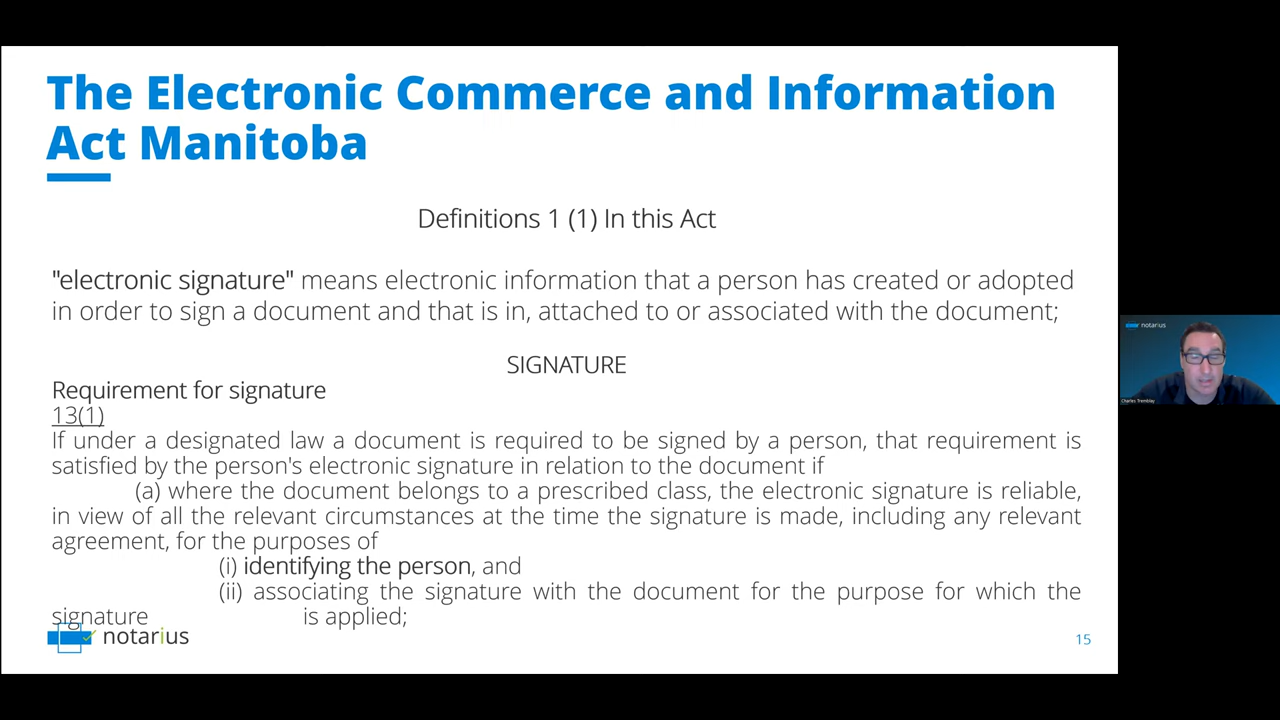 The Electronic Commerce and Information
Act Manitoba
Definitions 1 (1) In this Act
"electronic signature" means electronic information that a person has created or adopted
in order to sign a document and that is in, attached to or associated with the document;
SIGNATURE
Requirement for signature
13(1)
If under a designated law a document is required to be signed by a person, that requirement is
satisfied by the person's electronic signature in relation to the document if
(a) where the document belongs to a prescribed class, the electronic signature is reliable,
in view of all the relevant circumstances at the time the signature is made, including any relevant
agreement, for the purposes of
(i) identifying the person, and
(ii) associating the signature with the document for the purpose for which the
signature is applied;
notarius
15
notarius
Charles Tremblay